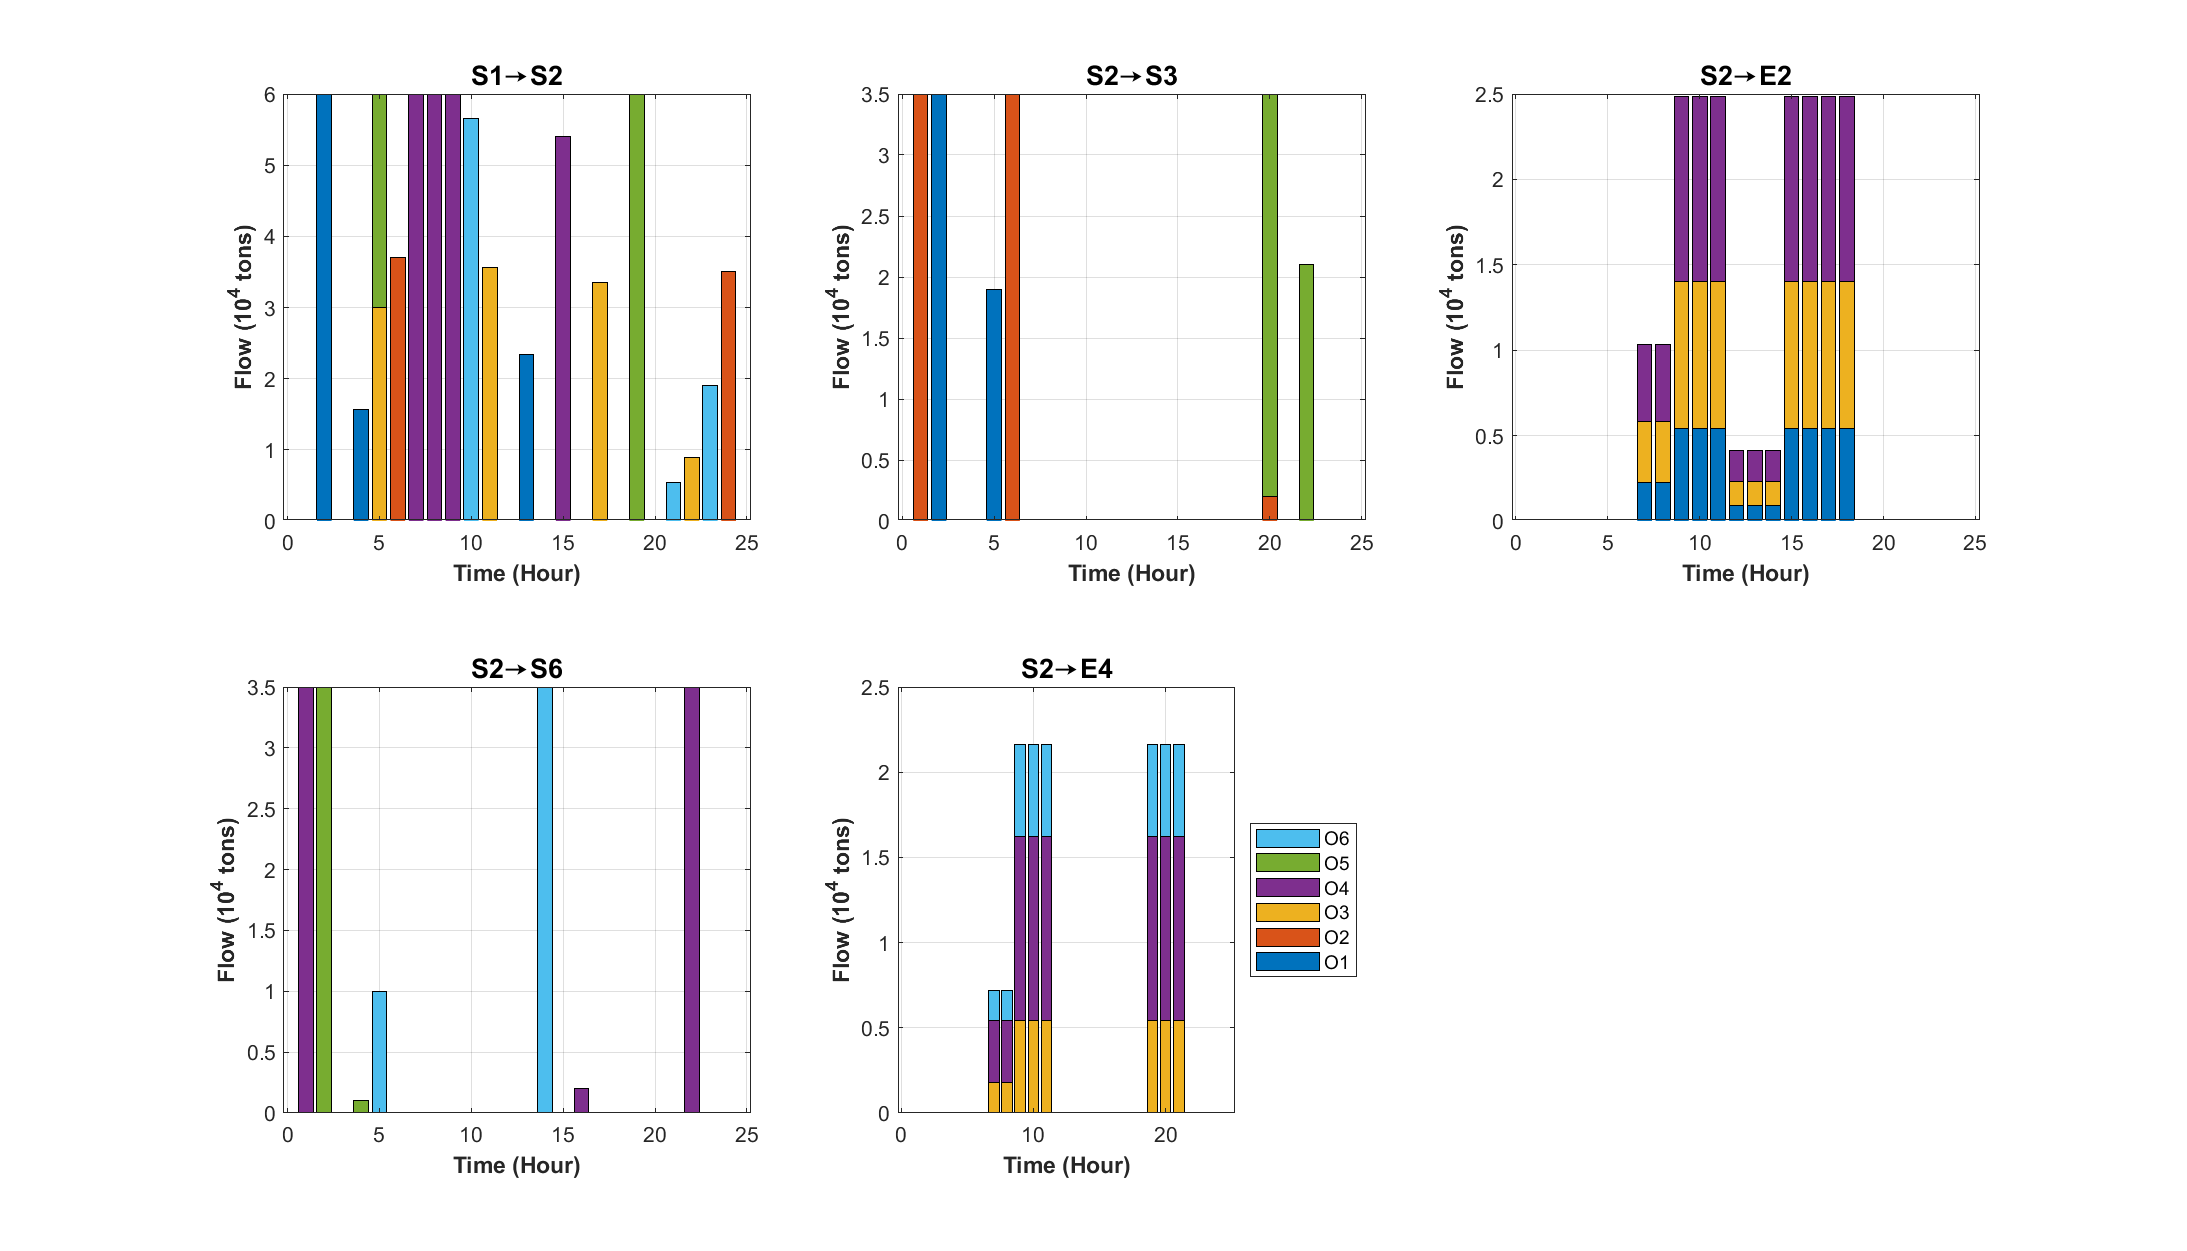 S1→S2
Flow (10^4 tons)
6
5
4
3
2
1
0
0 5 10 15 20 25
Time (Hour)
S2→S3
Flow (10^4 tons)
3.5
3
2.5
2
1.5
1
0.5
0
0 5 10 15 20 25
Time (Hour)
S2→E2
Flow (10^4 tons)
2.5
2
1.5
1
0.5
0
0 5 10 15 20 25
Time (Hour)
S2→S6
Flow (10^4 tons)
3.5
3
2.5
2
1.5
1
0.5
0
0 5 10 15 20 25
Time (Hour)
S2→E4
Flow (10^4 tons)
2.5
2
1.5
1
0.5
0
0 10 20
Time (Hour)
O6
O5
O4
O3
O2
O1